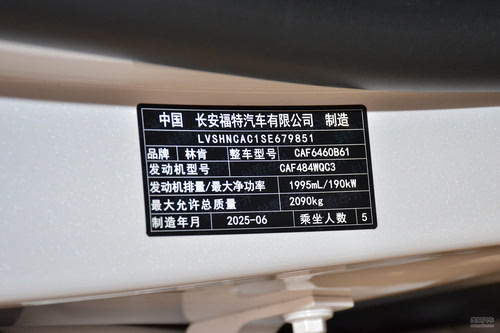 中国 长安福特汽车有限公司 制造
LVSHNCAC1SE679851
品牌 林肯 整车型号 CAF6460B61
发动机型号 CAF484WQC3
发动机排量/最大净功率 1995mL/190kW
最大允许总质量 2090kg
制造年月 2025-06 乘坐人数 5